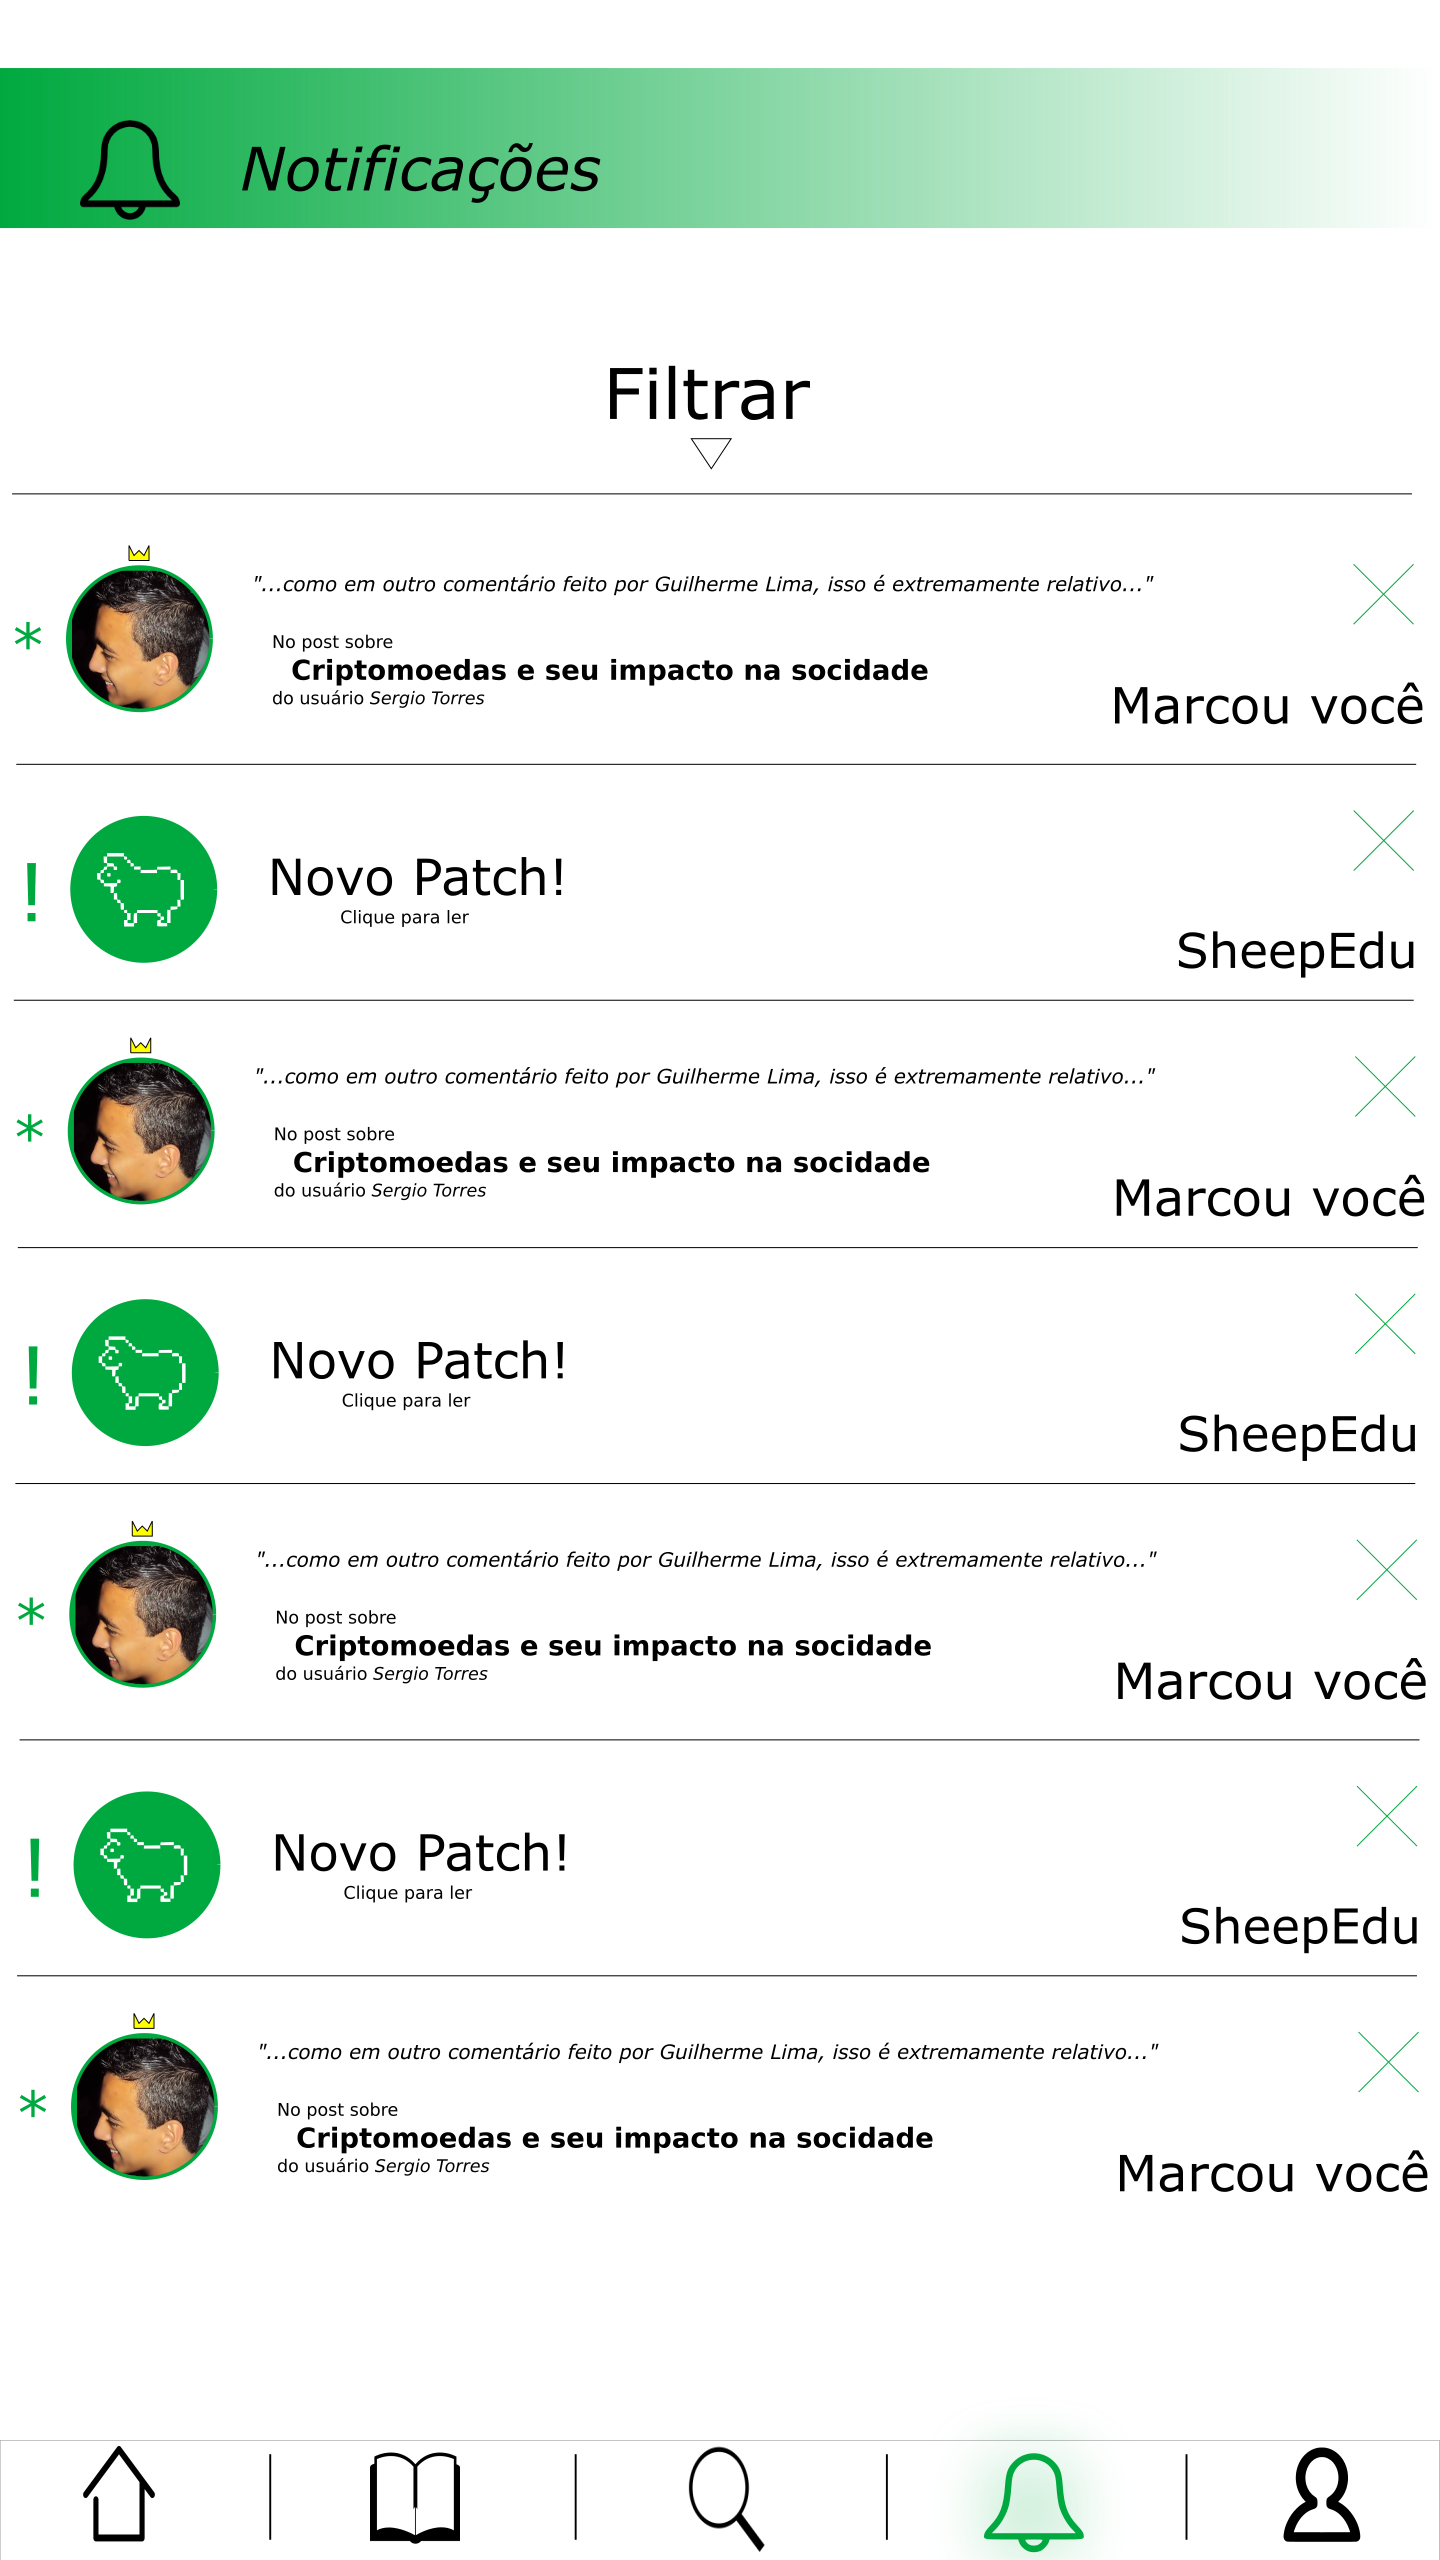 Notificações
Filtrar
"...como em outro comentário feito por Guilherme Lima, isso é extremamente relativo..."
No post sobre
Criptomoedas e seu impacto na socidade
do usuário Sergio Torres
Marcou você
!
Novo Patch!
Clique para ler
SheepEdu
"...como em outro comentário feito por Guilherme Lima, isso é extremamente relativo..."
No post sobre
Criptomoedas e seu impacto na socidade
do usuário Sergio Torres
Marcou você
!
Novo Patch!
Clique para ler
SheepEdu
"...como em outro comentário feito por Guilherme Lima, isso é extremamente relativo..."
No post sobre
Criptomoedas e seu impacto na socidade
do usuário Sergio Torres
Marcou você
!
Novo Patch!
Clique para ler
SheepEdu
"...como em outro comentário feito por Guilherme Lima, isso é extremamente relativo..."
No post sobre
Criptomoedas e seu impacto na socidade
do usuário Sergio Torres
Marcou você